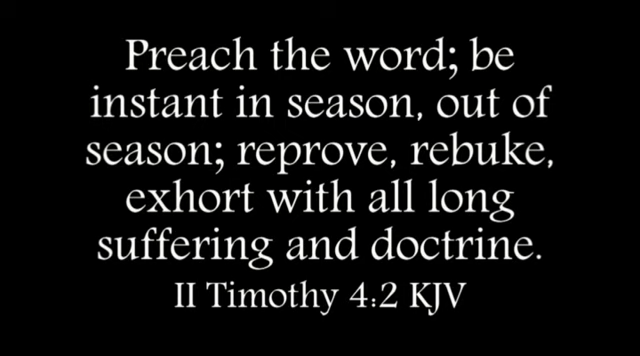 Preach the word; be
instant in season, out of
season; reprove, rebuke,
exhort with all long
suffering and doctrine.
II Timothy 4:2 KJV